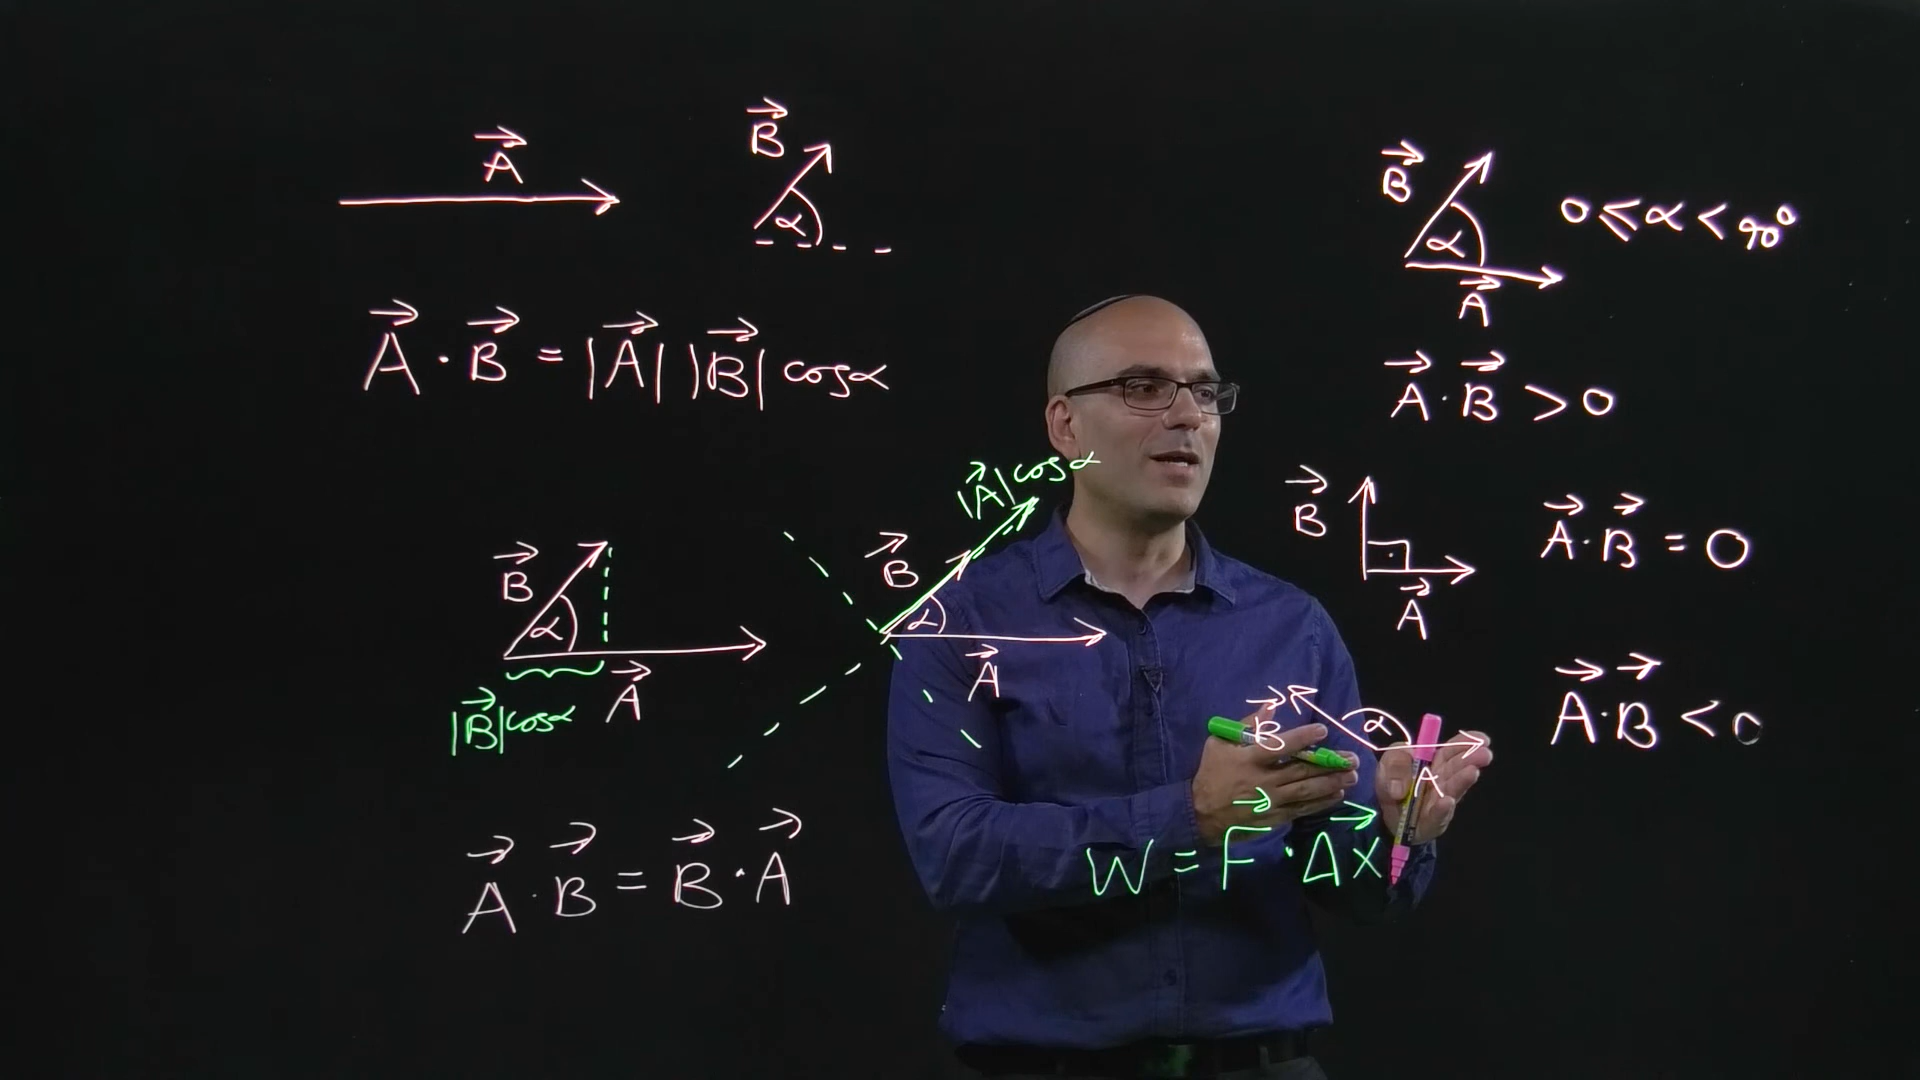 A⃗
B⃗
α
A⃗ · B⃗ = |A⃗| |B⃗| cosα
B⃗
α
A⃗
|B⃗|cosα
|A⃗|cosα
B⃗
α
A⃗
A⃗ · B⃗ = B⃗ · A⃗
B⃗
α
A⃗
0 ≤ α < 90°
A⃗ · B⃗ > 0
B⃗
A⃗
A⃗ · B⃗ = 0
B⃗
α
A
A⃗ · B⃗ < 0
W = F⃗ · Δx⃗